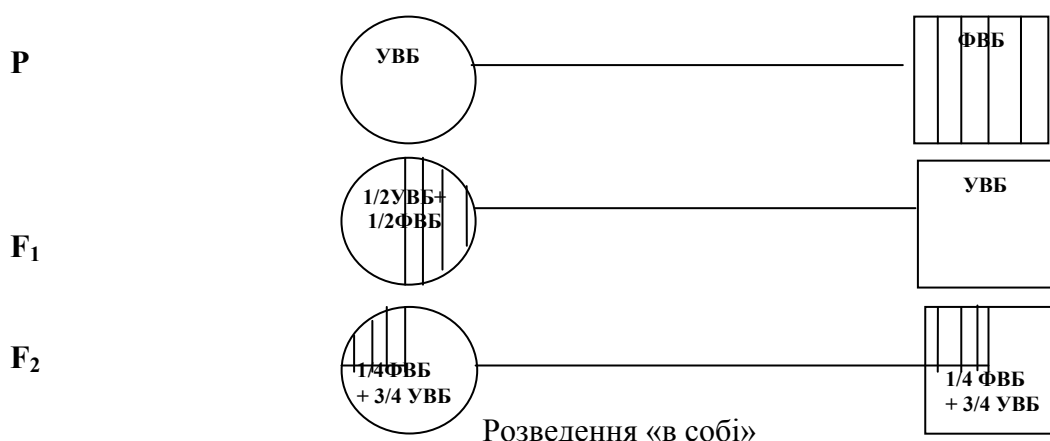 P
УВБ
ФВБ
F₁
1/2УВБ+
1/2ФВБ
УВБ
F₂
1/4ФВБ
+ 3/4 УВБ
1/4 ФВБ
+ 3/4 УВБ
Розведення «в собі»